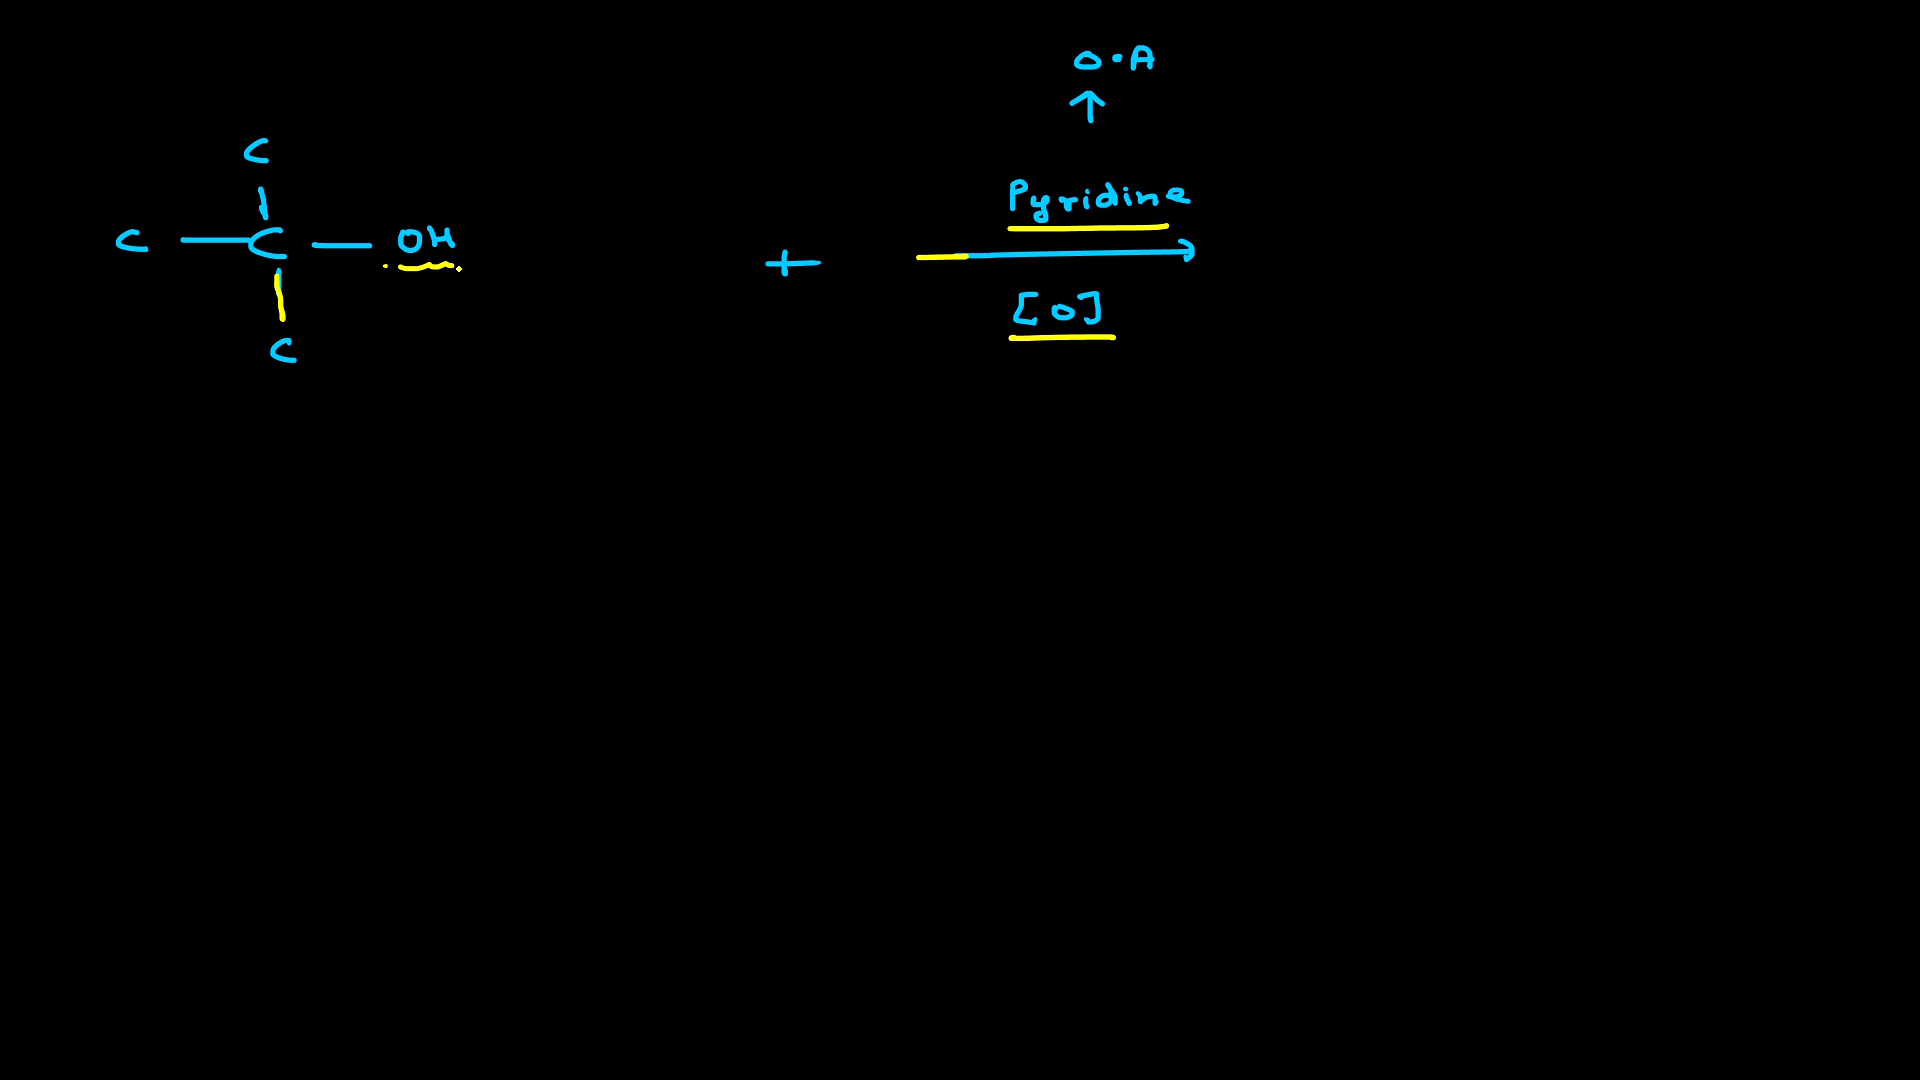 O·A
C
Pyridine
C — C — OH + →
[O]
C